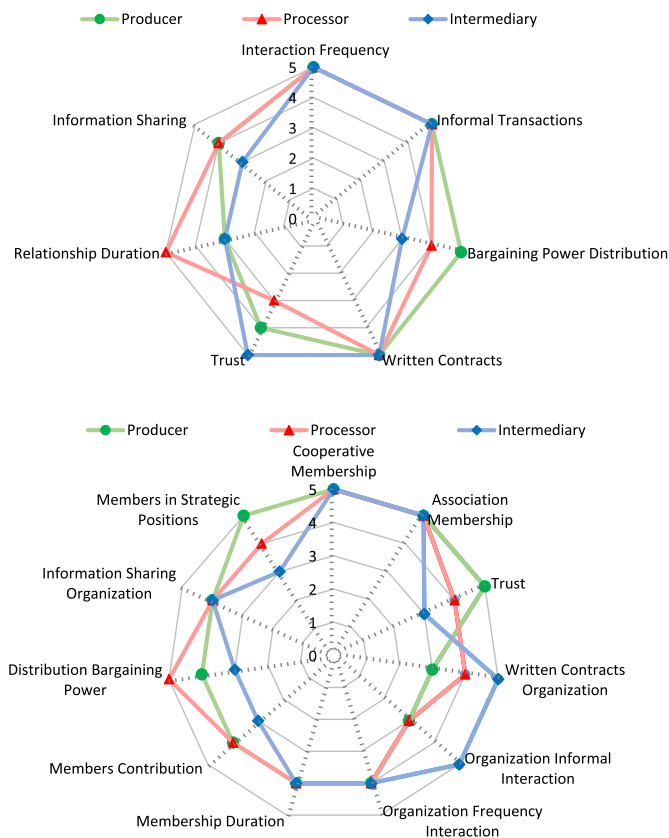 Producer Processor Intermediary
Interaction Frequency
5
Informal Transactions
Information Sharing
4
3
2
1
0
Relationship Duration
Bargaining Power Distribution
Trust
Written Contracts
Producer Processor Intermediary
Cooperative
Membership
5
Members in Strategic
Positions
Association
Membership
4
3
Information Sharing
Organization
Trust
2
1
0
Distribution Bargaining
Power
Written Contracts
Organization
Members Contribution
Organization Informal
Interaction
Membership Duration
Organization Frequency
Interaction